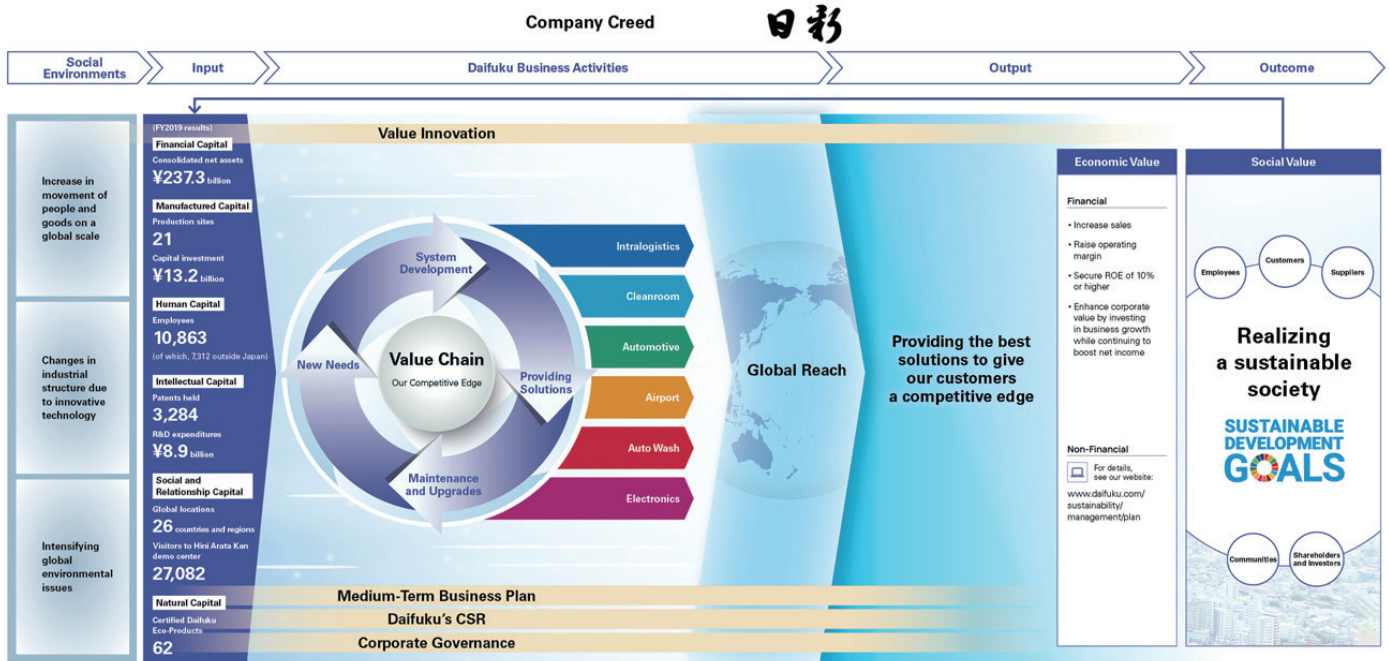 Company Creed
日新
Social
Environments
Input
Daifuku Business Activities
Output
Outcome
Increase in
movement of
people and
goods on a
global scale
Changes in
industrial
structure due
to innovative
technology
Intensifying
global
environmental
issues
(FY2019 results)
Financial Capital
Consolidated net assets
¥237.3 billion
Manufactured Capital
Production sites
21
Capital investment
¥13.2 billion
Human Capital
Employees
10,863
(of which, 7,312 outside Japan)
Intellectual Capital
Patents held
3,284
R&D expenditures
¥8.9 billion
Social and
Relationship Capital
Global locations
26 countries and regions
Visitors to Hini Arata Kan
demo center
27,082
Natural Capital
Certified Daifuku
Eco-Products
62
Value Innovation
System
Development
New Needs
Value Chain
Our Competitive Edge
Providing
Solutions
Maintenance
and Upgrades
Intralogistics
Cleanroom
Automotive
Airport
Auto Wash
Electronics
Global Reach
Providing the best
solutions to give
our customers
a competitive edge
Medium-Term Business Plan
Daifuku's CSR
Corporate Governance
Economic Value
Financial
• Increase sales
• Raise operating
margin
• Secure ROE of 10%
or higher
• Enhance corporate
value by investing
in business growth
while continuing to
boost net income
Non-Financial
For details,
see our website:
www.daifuku.com/
sustainability/
management/plan
Social Value
Employees
Customers
Suppliers
Realizing
a sustainable
society
SUSTAINABLE
DEVELOPMENT
GOALS
Communities
Shareholders
and Investors